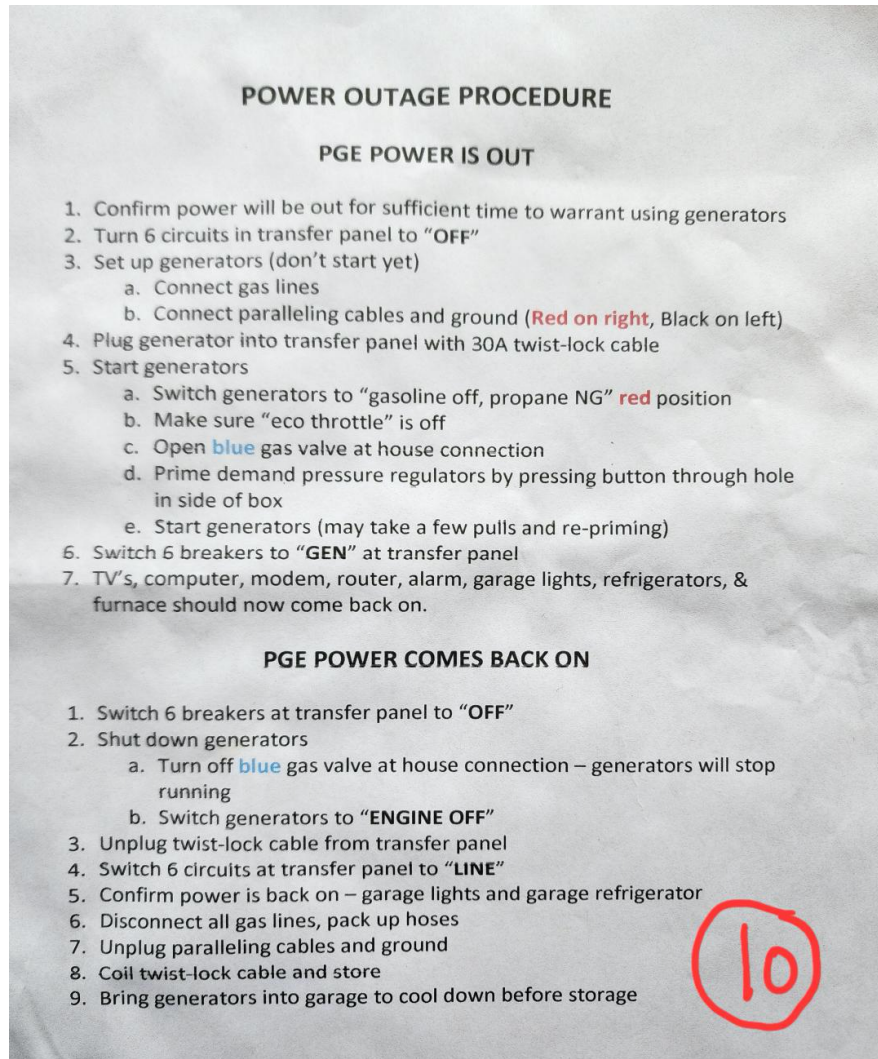 POWER OUTAGE PROCEDURE
PGE POWER IS OUT
1. Confirm power will be out for sufficient time to warrant using generators
2. Turn 6 circuits in transfer panel to “OFF”
3. Set up generators (don’t start yet)
a. Connect gas lines
b. Connect paralleling cables and ground (Red on right, Black on left)
4. Plug generator into transfer panel with 30A twist-lock cable
5. Start generators
a. Switch generators to “gasoline off, propane NG” red position
b. Make sure “eco throttle” is off
c. Open blue gas valve at house connection
d. Prime demand pressure regulators by pressing button through hole
in side of box
e. Start generators (may take a few pulls and re-priming)
6. Switch 6 breakers to “GEN” at transfer panel
7. TV’s, computer, modem, router, alarm, garage lights, refrigerators, &
furnace should now come back on.
PGE POWER COMES BACK ON
1. Switch 6 breakers at transfer panel to “OFF”
2. Shut down generators
a. Turn off blue gas valve at house connection – generators will stop
running
b. Switch generators to “ENGINE OFF”
3. Unplug twist-lock cable from transfer panel
4. Switch 6 circuits at transfer panel to “LINE”
5. Confirm power is back on – garage lights and garage refrigerator
6. Disconnect all gas lines, pack up hoses
7. Unplug paralleling cables and ground
8. Coil twist-lock cable and store
9. Bring generators into garage to cool down before storage
10